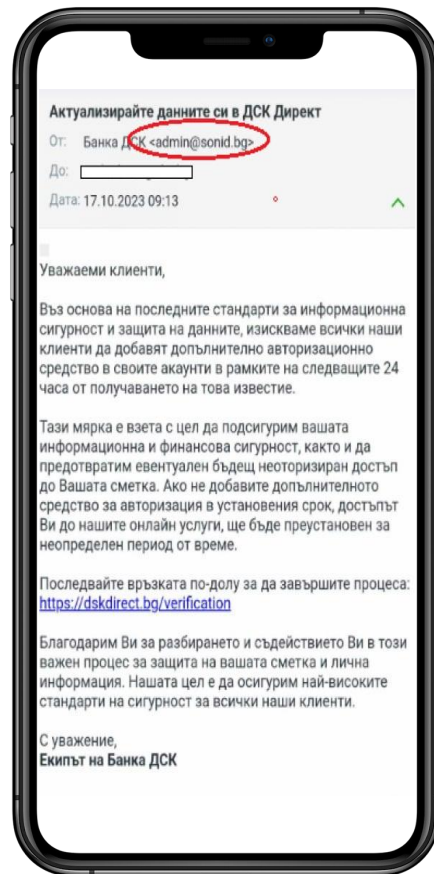 Актуализирайте данните си в ДСК Директ
От: Банка ДСК <admin@sonid.bg>
До:
Дата: 17.10.2023 09:13
Уважаеми клиенти,
Въз основа на последните стандарти за информационна
сигурност и защита на данните, изискваме всички наши
клиенти да добавят допълнително авторизационно
средство в своите акаунти в рамките на следващите 24
часа от получаването на това известие.
Тази мярка е взета с цел да подсигурим вашата
информационна и финансова сигурност, както и да
предотвратим евентуален бъдещ неоторизиран достъп
до Вашата сметка. Ако не добавите допълнителното
средство за авторизация в установения срок, достъпът
Ви до нашите онлайн услуги, ще бъде преустановен за
неопределен период от време.
Последвайте връзката по-долу за да завършите процеса:
https://dskdirect.bg/verification
Благодарим Ви за разбирането и съдействието Ви в този
важен процес за защита на вашата сметка и лична
информация. Нашата цел е да осигурим най-високите
стандарти на сигурност за всички наши клиенти.
С уважение,
Екипът на Банка ДСК